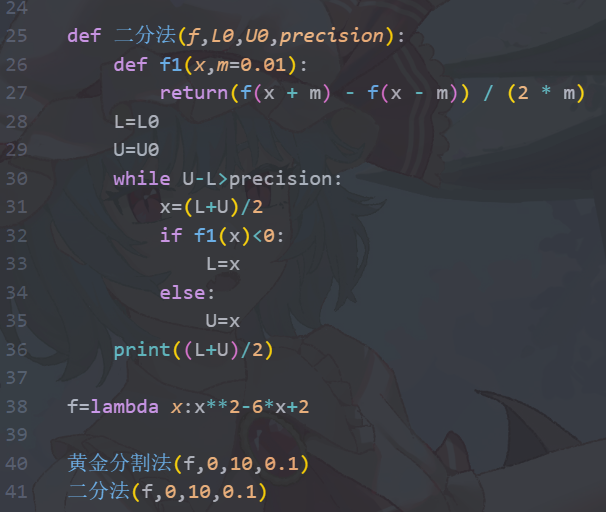 24
25 def 二分法(f,L0,U0,precision):
26     def f1(x,m=0.01):
27         return(f(x + m) - f(x - m)) / (2 * m)
28     L=L0
29     U=U0
30     while U-L>precision:
31         x=(L+U)/2
32         if f1(x)<0:
33             L=x
34         else:
35             U=x
36     print((L+U)/2)
37
38 f=lambda x:x**2-6*x+2
39
40 黄金分割法(f,0,10,0.1)
41 二分法(f,0,10,0.1)